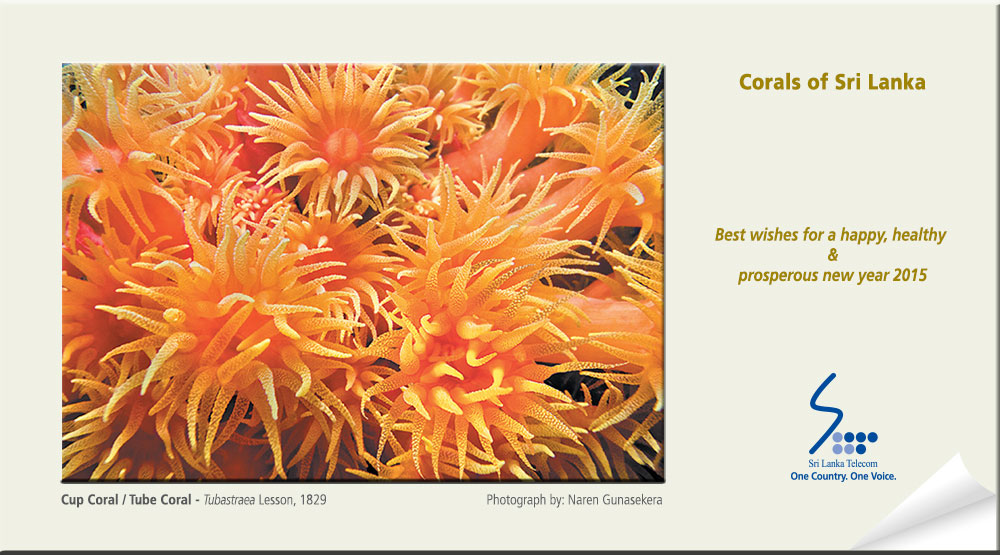 Corals of Sri Lanka
Best wishes for a happy, healthy
&
prosperous new year 2015
Sri Lanka Telecom
One Country. One Voice.
Cup Coral / Tube Coral - Tubastraea Lesson, 1829
Photograph by: Naren Gunasekera